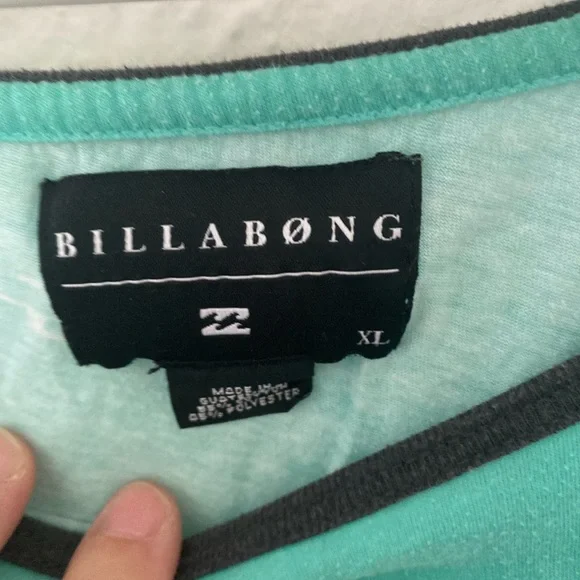 BILLABØNG
XL
MADE IN
POLYESTER